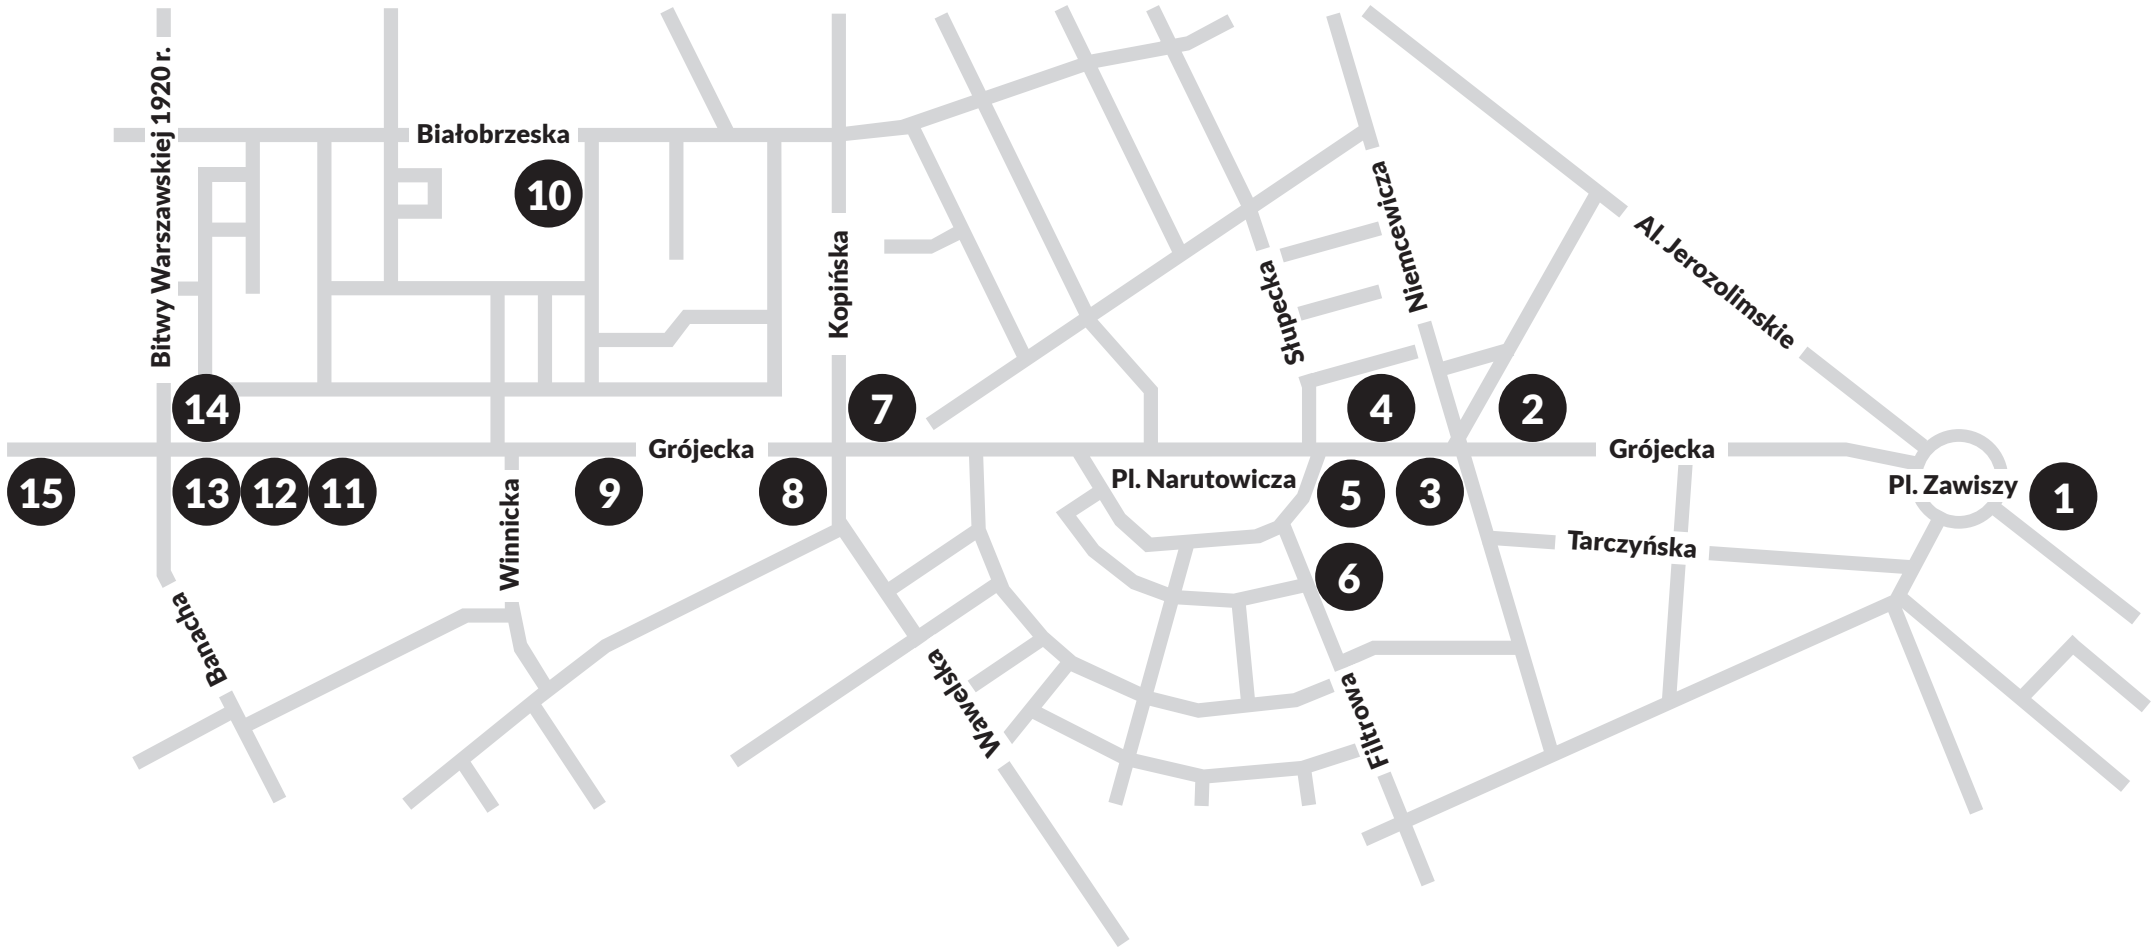 Bitwy Warszawskiej 1920 r.
Białobrzeska
10
Kopińska
Słupecka
Niemcewicza
Al. Jerozolimskie
14
7
4
2
Grójecka
Grójecka
15
13
12
11
Winnicka
9
8
Pl. Narutowicza
5
3
Pl. Zawiszy
1
Tarczyńska
6
Banacha
Wawelska
Filtrowa